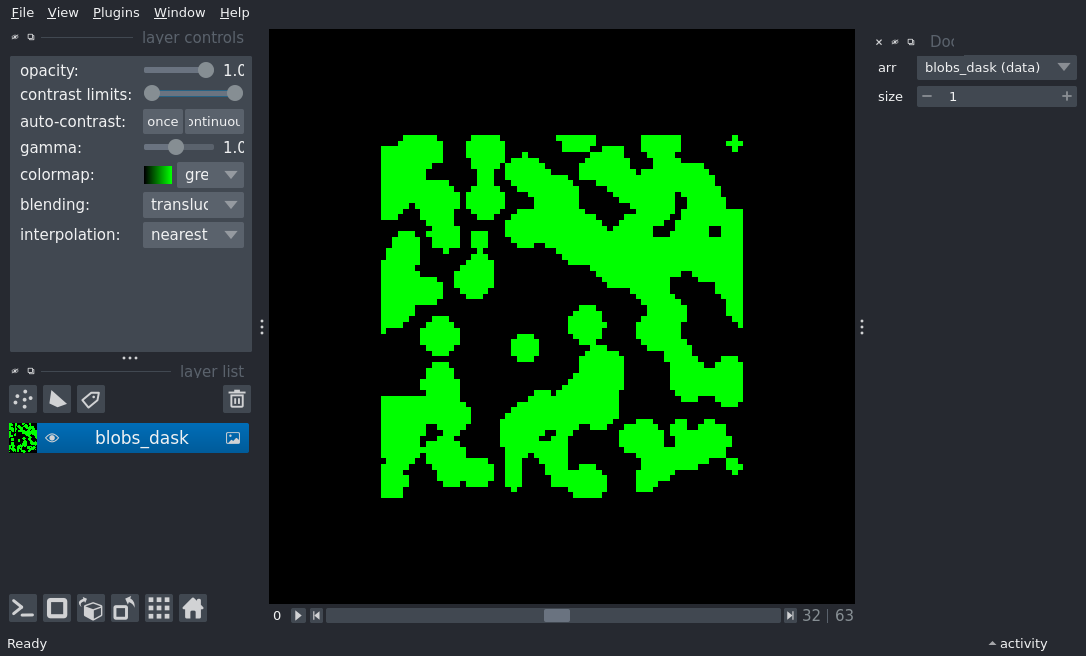 File View Plugins Window Help
layer controls
opacity: 1.0
contrast limits:
auto-contrast: once ontinuou
gamma: 1.0
colormap: gre
blending: transluc
interpolation: nearest
layer list
blobs_dask
0 32 | 63
Ready
Doc
arr blobs_dask (data)
size − 1 +
activity